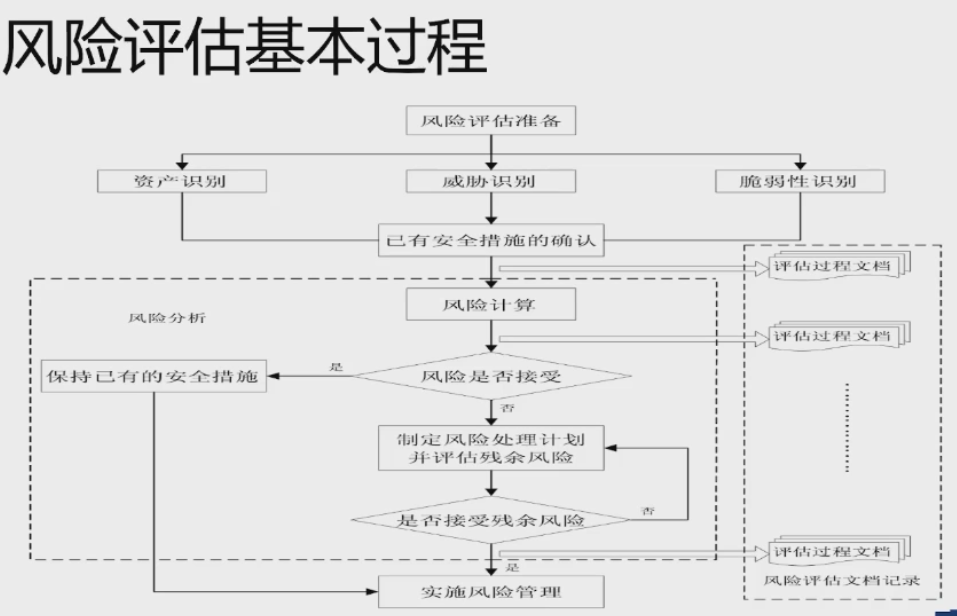 风险评估基本过程
风险评估准备
资产识别
威胁识别
脆弱性识别
已有安全措施的确认
评估过程文档
风险计算
风险分析
评估过程文档
是
保持已有的安全措施
风险是否接受
否
制定风险处理计划
并评估残余风险
是否接受残余风险
否
评估过程文档
是
风险评估文档记录
实施风险管理